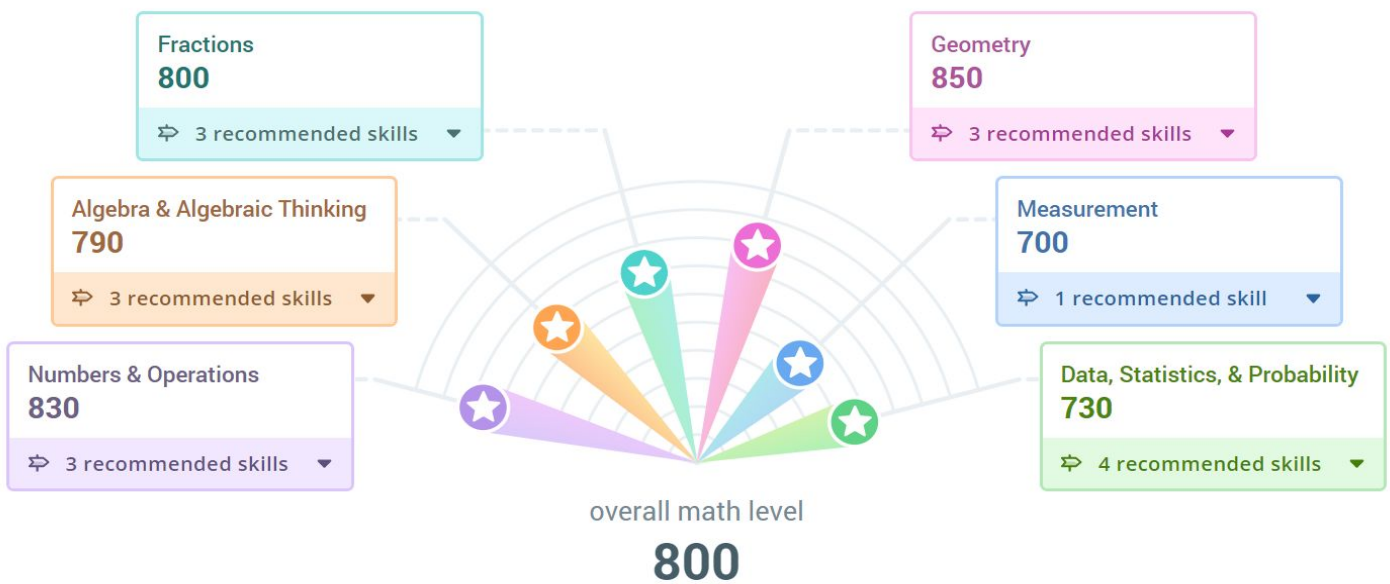 Fractions
800
3 recommended skills
Geometry
850
3 recommended skills
Algebra & Algebraic Thinking
790
3 recommended skills
Measurement
700
1 recommended skill
Numbers & Operations
830
3 recommended skills
Data, Statistics, & Probability
730
4 recommended skills
overall math level
800